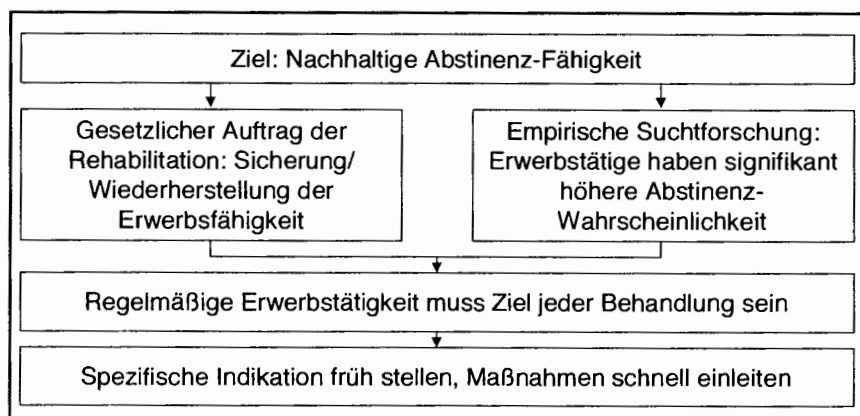 Ziel: Nachhaltige Abstinenz-Fähigkeit
Gesetzlicher Auftrag der
Rehabilitation: Sicherung/
Wiederherstellung der
Erwerbsfähigkeit
Empirische Suchtforschung:
Erwerbstätige haben signifikant
höhere Abstinenz-
Wahrscheinlichkeit
Regelmäßige Erwerbstätigkeit muss Ziel jeder Behandlung sein
Spezifische Indikation früh stellen, Maßnahmen schnell einleiten